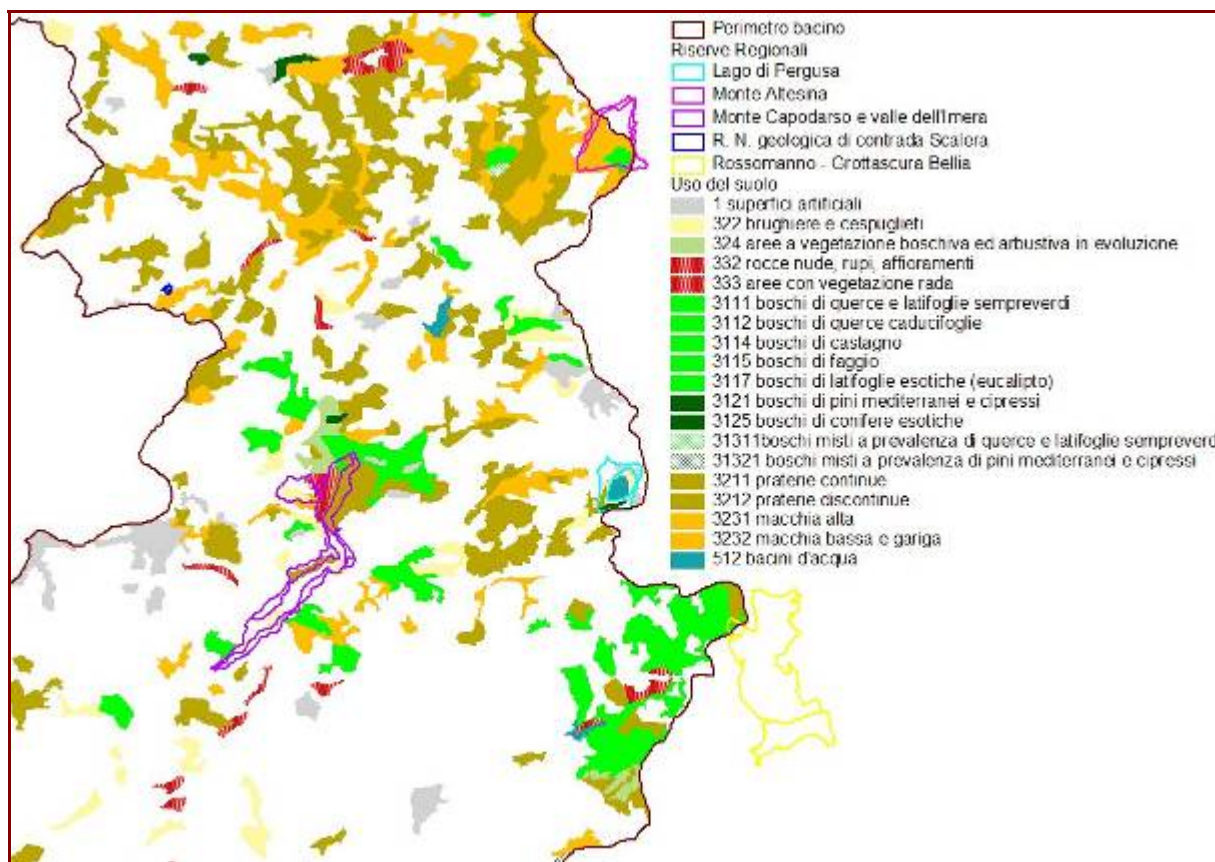 Perimetro bacino
Riserve Regionali
Lago di Pergusa
Monte Altesina
Monte Capodarso e valle dell'Imera
R. N. geologica di contrada Scalera
Rossomanno - Grottascura Bellia
Uso del suolo
1 superfici artificiali
322 brughiere e cespuglieti
324 aree a vegetazione boschiva ed arbustiva in evoluzione
332 rocce nude, rupi, affioramenti
333 aree con vegetazione rada
3111 boschi di querce e latifoglie sempreverdi
3112 boschi di querce caducifoglie
3114 boschi di castagno
3115 boschi di faggio
3117 boschi di latifoglie esotiche (eucalipto)
3121 boschi di pini mediterranei e cipressi
3125 boschi di conifere esotiche
31311boschi misti a prevalenza di querce e latifoglie sempreverd
31321 boschi misti a prevalenza di pini mediterranei e cipressi
3211 praterie continue
3212 praterie discontinue
3231 macchia alta
3232 macchia bassa e gariga
512 bacini d'acqua